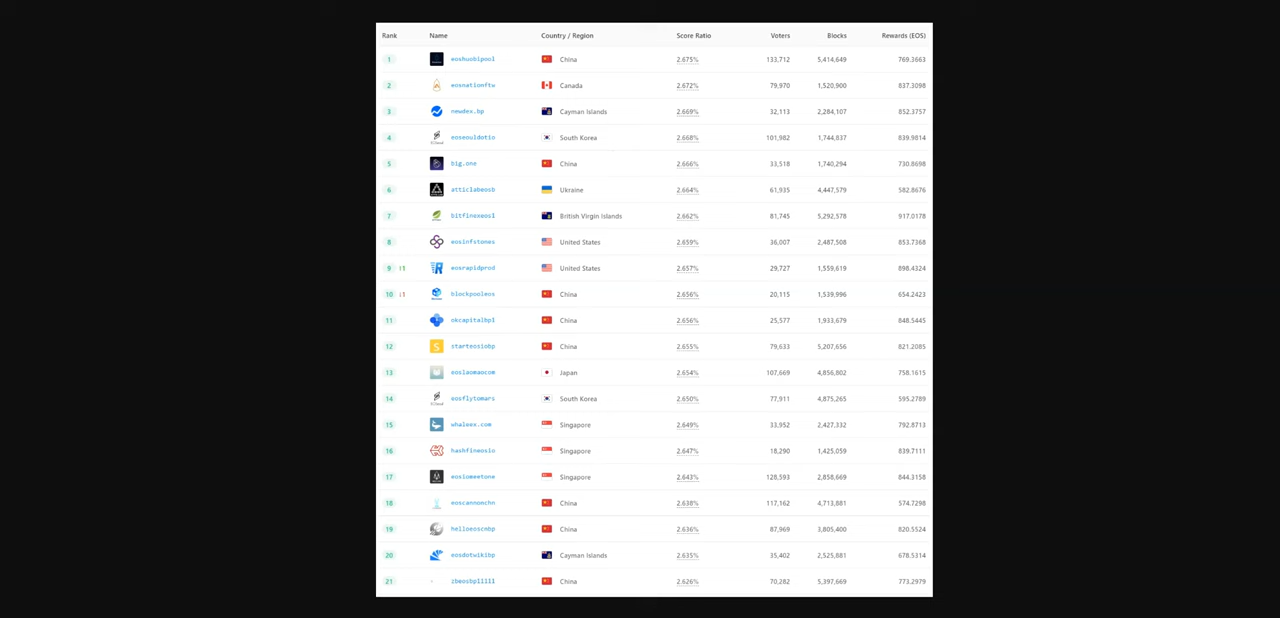 Rank Name Country / Region Score Ratio Voters Blocks Rewards (EOS)
1 eoshuobipool China 2.675% 133,712 5,414,649 769.3663
2 eosnationftw Canada 2.672% 79,970 1,520,900 837.3098
3 newdex.bp Cayman Islands 2.669% 32,113 2,284,107 852.3757
4 eoseouldotio South Korea 2.668% 101,982 1,744,837 839.9814
5 big.one China 2.666% 33,518 1,740,294 730.8698
6 atticlabeosb Ukraine 2.664% 61,935 4,447,579 582.8676
7 bitfinexeos1 British Virgin Islands 2.662% 81,745 5,292,578 917.0178
8 eosinfstones United States 2.659% 36,007 2,487,508 853.7368
9 1 eosrapidprod United States 2.657% 29,727 1,559,619 898.4324
10 1 blockpooleos China 2.656% 20,115 1,539,996 654.2423
11 okcapitalbp1 China 2.656% 25,577 1,933,679 848.5445
12 starteosiobp China 2.655% 79,633 5,207,656 821.2085
13 eoslaomaocom Japan 2.654% 107,669 4,856,802 758.1615
14 eosflytomars South Korea 2.650% 77,911 4,875,265 595.2789
15 whaleex.com Singapore 2.649% 33,952 2,427,332 792.8713
16 hashfineosio Singapore 2.647% 18,290 1,425,059 839.7111
17 eosiomeetone Singapore 2.643% 128,593 2,858,669 844.3158
18 eoscannonchn China 2.638% 117,162 4,713,881 574.7298
19 helloeoscnbp China 2.636% 87,969 3,805,400 820.5524
20 eosdotwikibp Cayman Islands 2.635% 35,402 2,525,881 678.5314
21 zbeosbp11111 China 2.626% 70,282 5,397,669 773.2979